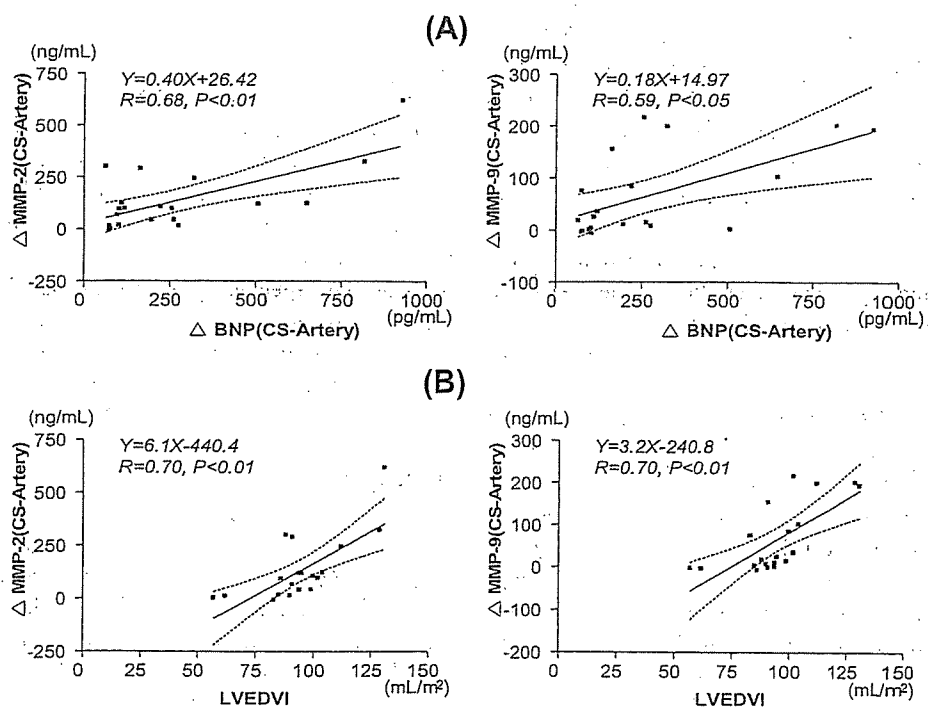 (A)
(ng/mL)
Y=0.40X+26.42
R=0.68, P<0.01
△ MMP-2(CS-Artery)
750
500
250
0
-250
0 250 500 750 1000
(pg/mL)
△ BNP(CS-Artery)
(ng/mL)
Y=0.18X+14.97
R=0.59, P<0.05
△ MMP-9(CS-Artery)
300
200
100
0
-100
0 250 500 750 1000
(pg/mL)
△ BNP(CS-Artery)
(B)
(ng/mL)
Y=6.1X-440.4
R=0.70, P<0.01
△ MMP-2(CS-Artery)
750
500
250
0
-250
0 25 50 75 100 125 150
(mL/m²)
LVEDVI
(ng/mL)
Y=3.2X-240.8
R=0.70, P<0.01
△ MMP-9(CS-Artery)
300
200
100
0
-100
-200
0 25 50 75 100 125 150
(mL/m²)
LVEDVI